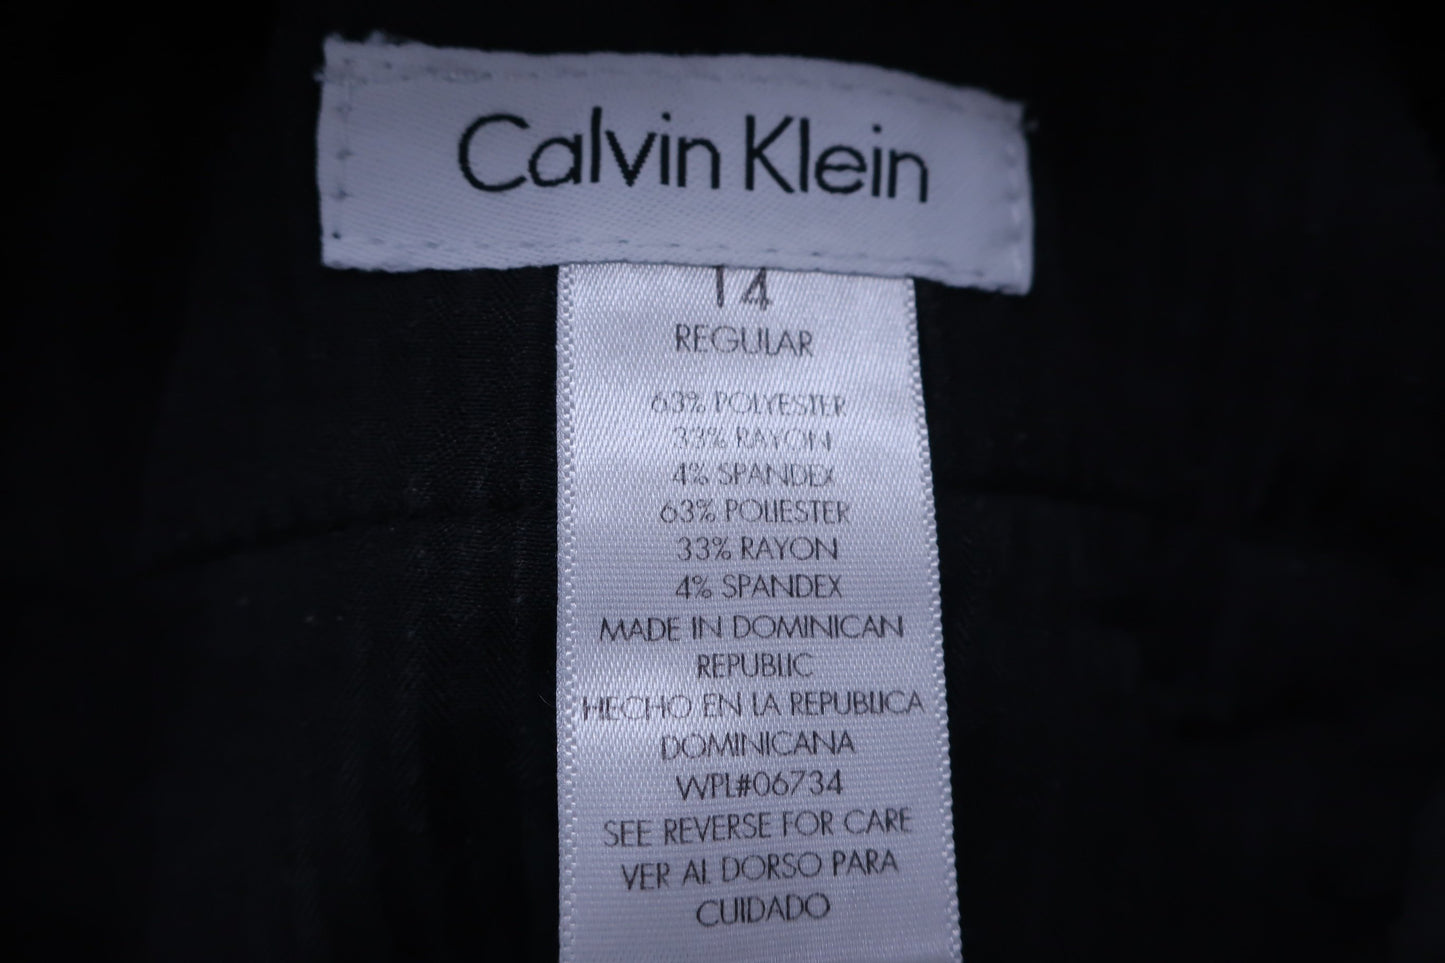 Calvin Klein
14
REGULAR
63% POLYESTER
33% RAYON
4% SPANDEX
63% POLIESTER
33% RAYON
4% SPANDEX
MADE IN DOMINICAN
REPUBLIC
HECHO EN LA REPUBLICA
DOMINICANA
WPL#06734
SEE REVERSE FOR CARE
VER AL DORSO PARA
CUIDADO